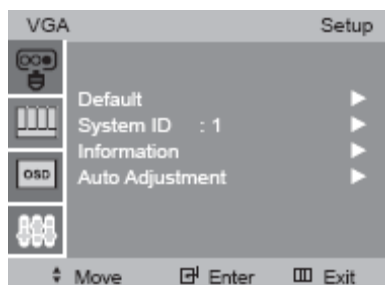 VGA Setup
Default
System ID : 1
Information
OSD
Auto Adjustment
Move Enter Exit